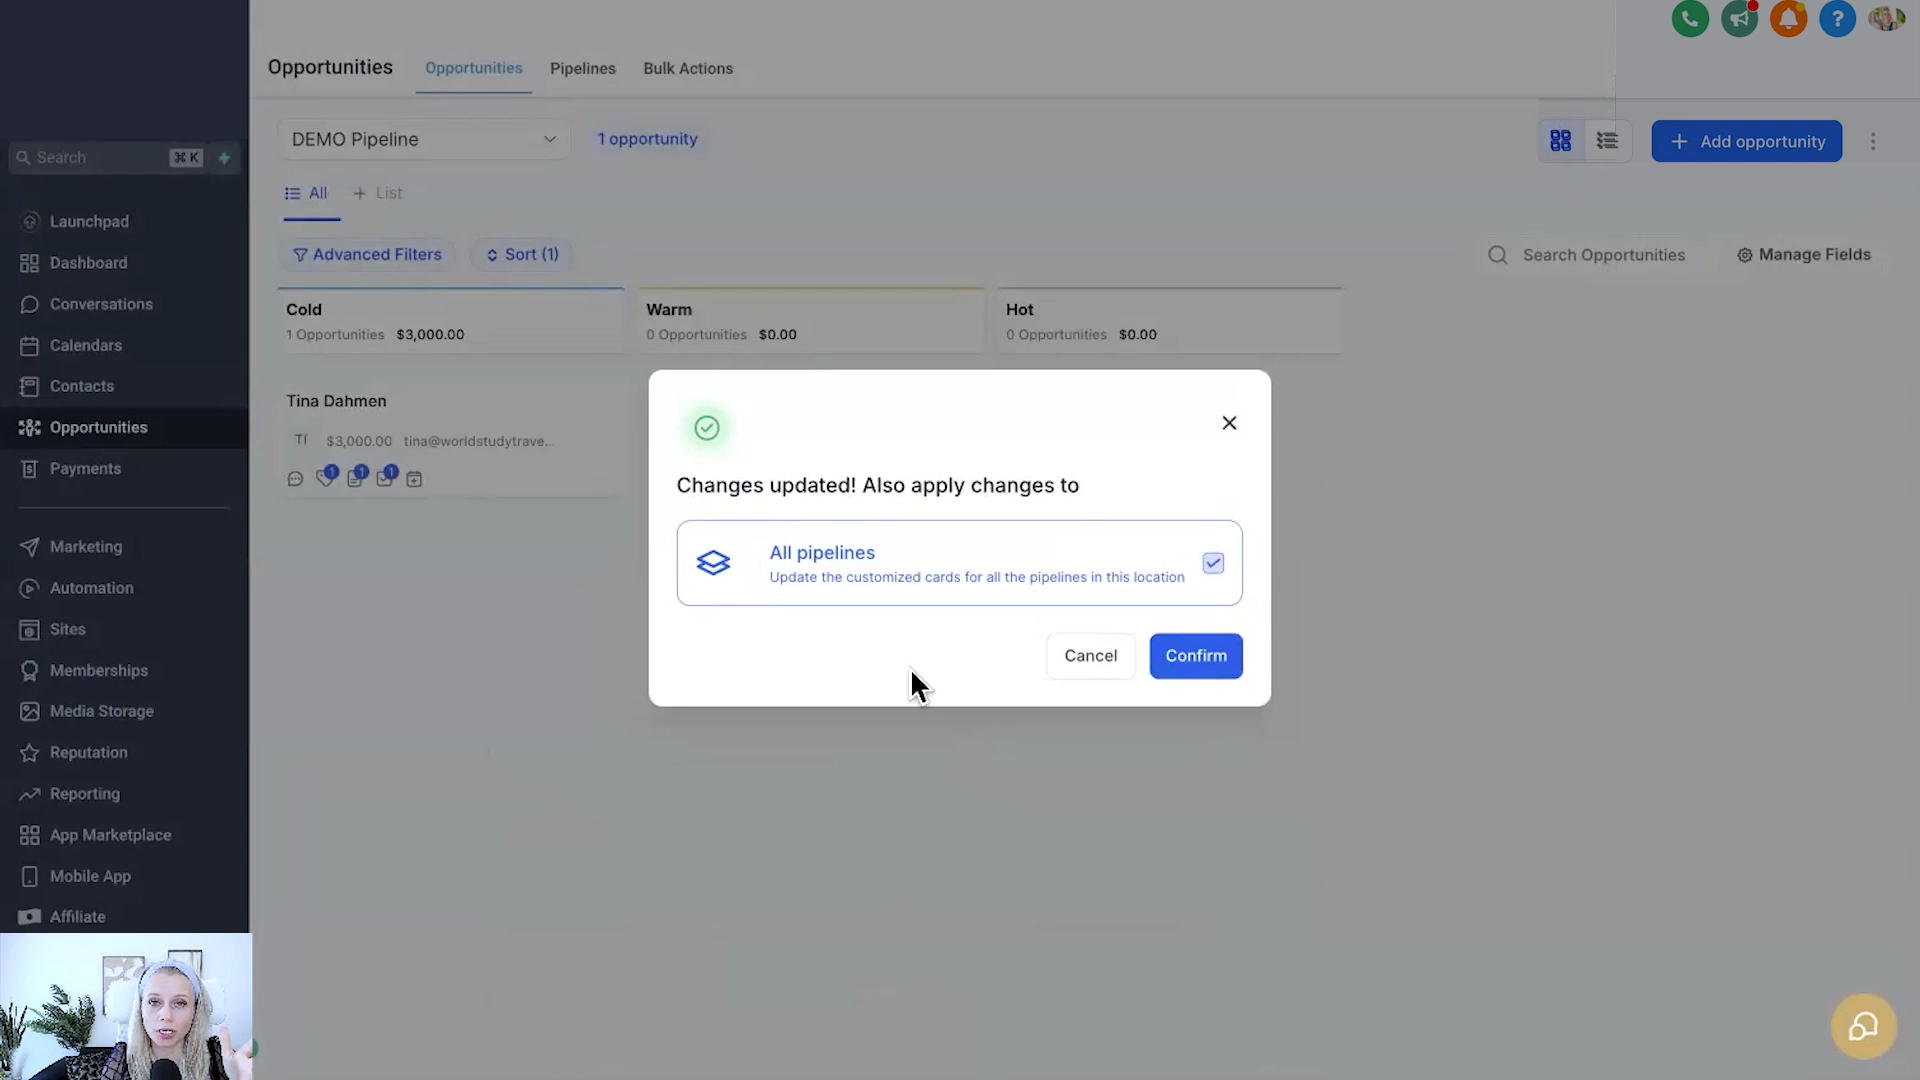 Opportunities
Opportunities
Pipelines
Bulk Actions
?
DEMO Pipeline
1 opportunity
+ Add opportunity
Search
⌘ K
All
+ List
Advanced Filters
Sort (1)
Search Opportunities
Manage Fields
Launchpad
Dashboard
Conversations
Calendars
Contacts
Opportunities
Payments
Marketing
Automation
Sites
Memberships
Media Storage
Reputation
Reporting
App Marketplace
Mobile App
Affiliate
Cold
1 Opportunities $3,000.00
Warm
0 Opportunities $0.00
Hot
0 Opportunities $0.00
Tina Dahmen
TI $3,000.00 tina@worldstudytrave...
1 1 1
Changes updated! Also apply changes to
All pipelines
Update the customized cards for all the pipelines in this location
Cancel
Confirm